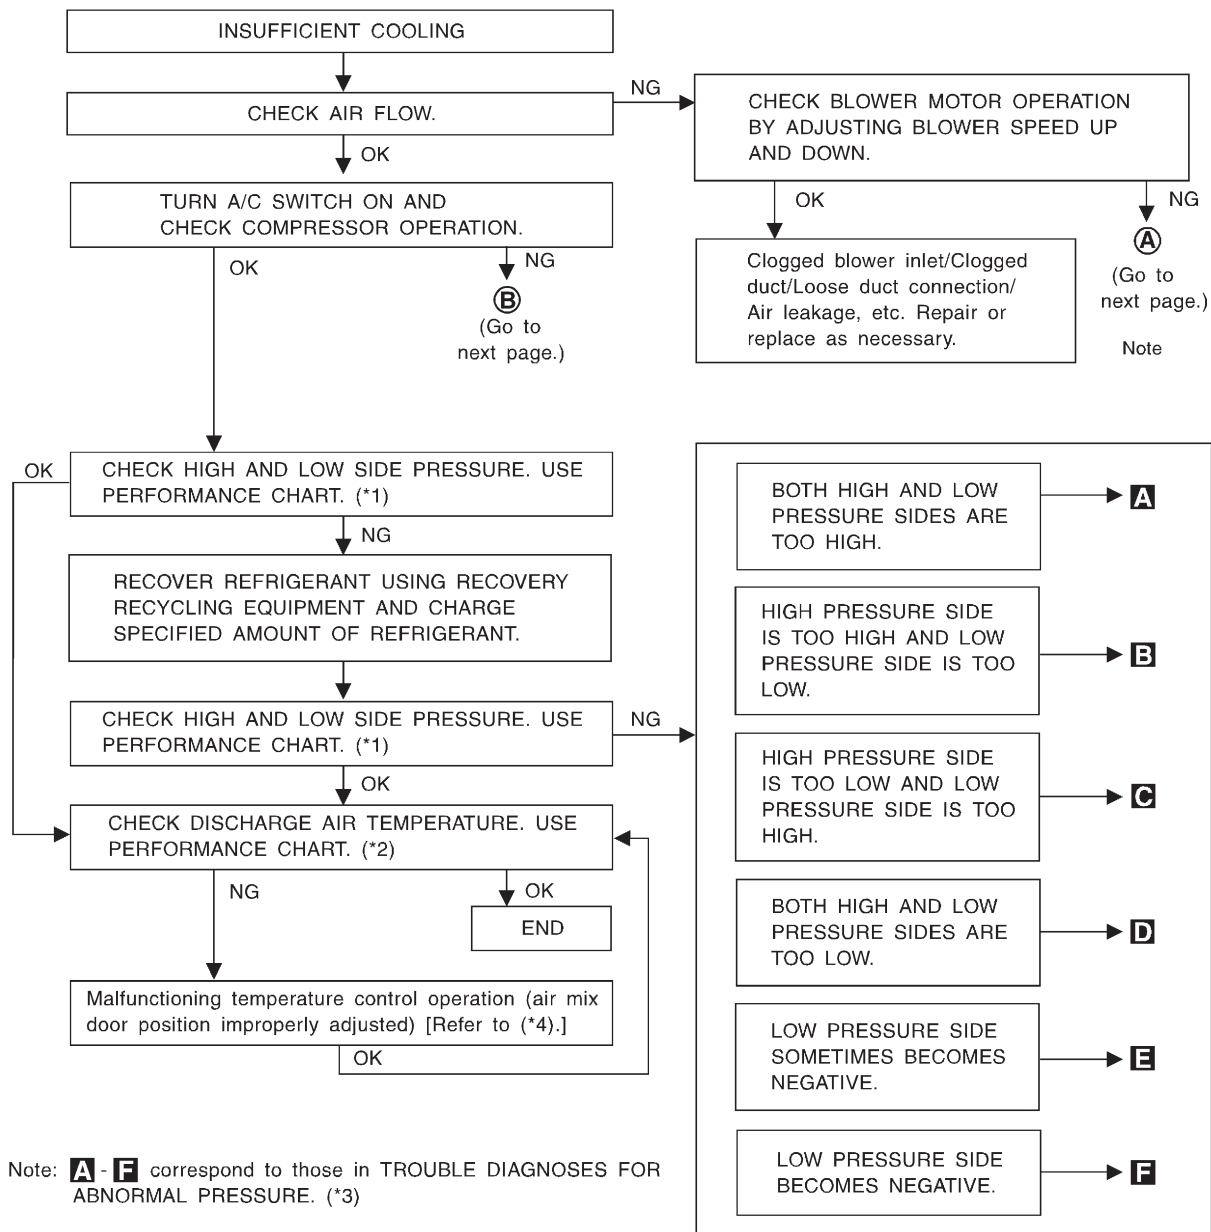 INSUFFICIENT COOLING
CHECK AIR FLOW.
NG
CHECK BLOWER MOTOR OPERATION
BY ADJUSTING BLOWER SPEED UP
AND DOWN.
OK
TURN A/C SWITCH ON AND
CHECK COMPRESSOR OPERATION.
OK
NG
B
(Go to
next page.)
OK
NG
Clogged blower inlet/Clogged
duct/Loose duct connection/
Air leakage, etc. Repair or
replace as necessary.
A
(Go to
next page.)
Note
OK
CHECK HIGH AND LOW SIDE PRESSURE. USE
PERFORMANCE CHART. (*1)
NG
RECOVER REFRIGERANT USING RECOVERY
RECYCLING EQUIPMENT AND CHARGE
SPECIFIED AMOUNT OF REFRIGERANT.
CHECK HIGH AND LOW SIDE PRESSURE. USE
PERFORMANCE CHART. (*1)
NG
OK
CHECK DISCHARGE AIR TEMPERATURE. USE
PERFORMANCE CHART. (*2)
NG
OK
END
Malfunctioning temperature control operation (air mix
door position improperly adjusted) [Refer to (*4).]
OK
BOTH HIGH AND LOW
PRESSURE SIDES ARE
TOO HIGH.
A
HIGH PRESSURE SIDE
IS TOO HIGH AND LOW
PRESSURE SIDE IS TOO
LOW.
B
HIGH PRESSURE SIDE
IS TOO LOW AND LOW
PRESSURE SIDE IS TOO
HIGH.
C
BOTH HIGH AND LOW
PRESSURE SIDES ARE
TOO LOW.
D
LOW PRESSURE SIDE
SOMETIMES BECOMES
NEGATIVE.
E
LOW PRESSURE SIDE
BECOMES NEGATIVE.
F
Note: A - F correspond to those in TROUBLE DIAGNOSES FOR
ABNORMAL PRESSURE. (*3)